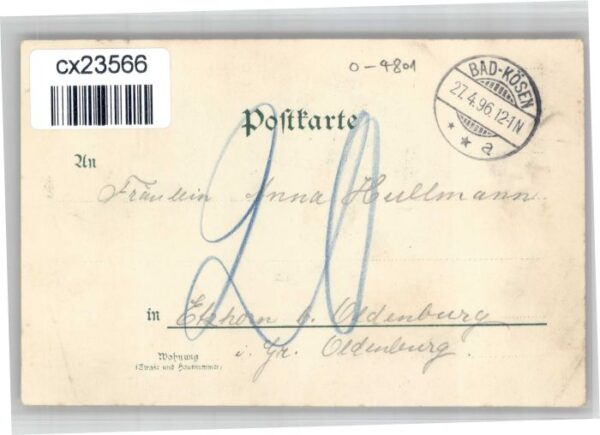 cx23566
0-4801
BAD-KÖSEN
27.4.96.12-1N
* * a
Postkarte
An
Fräulein Anna Hullmann
20
in Etzhorn b. Oldenburg
i. Gr. Oldenburg.
Wohnung
(Straße und Hausnummer)